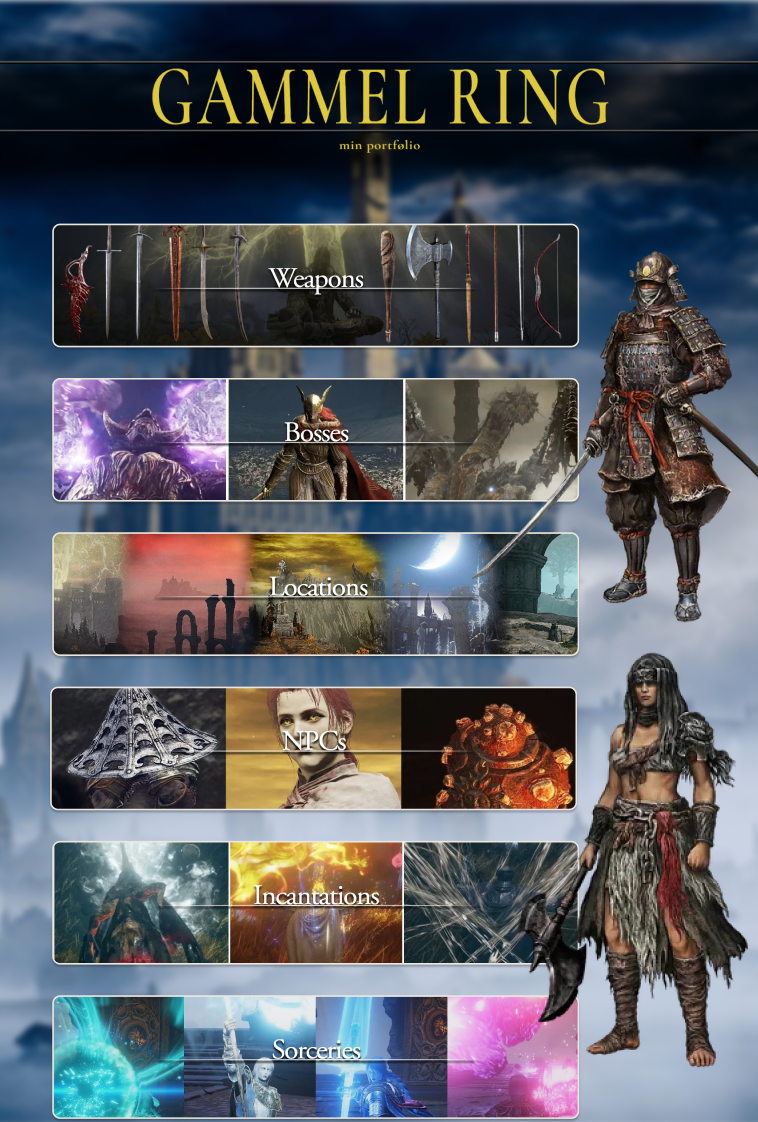 GAMMEL RING
min portfølio
Weapons
Bosses
Locations
NPCs
Incantations
Sorceries